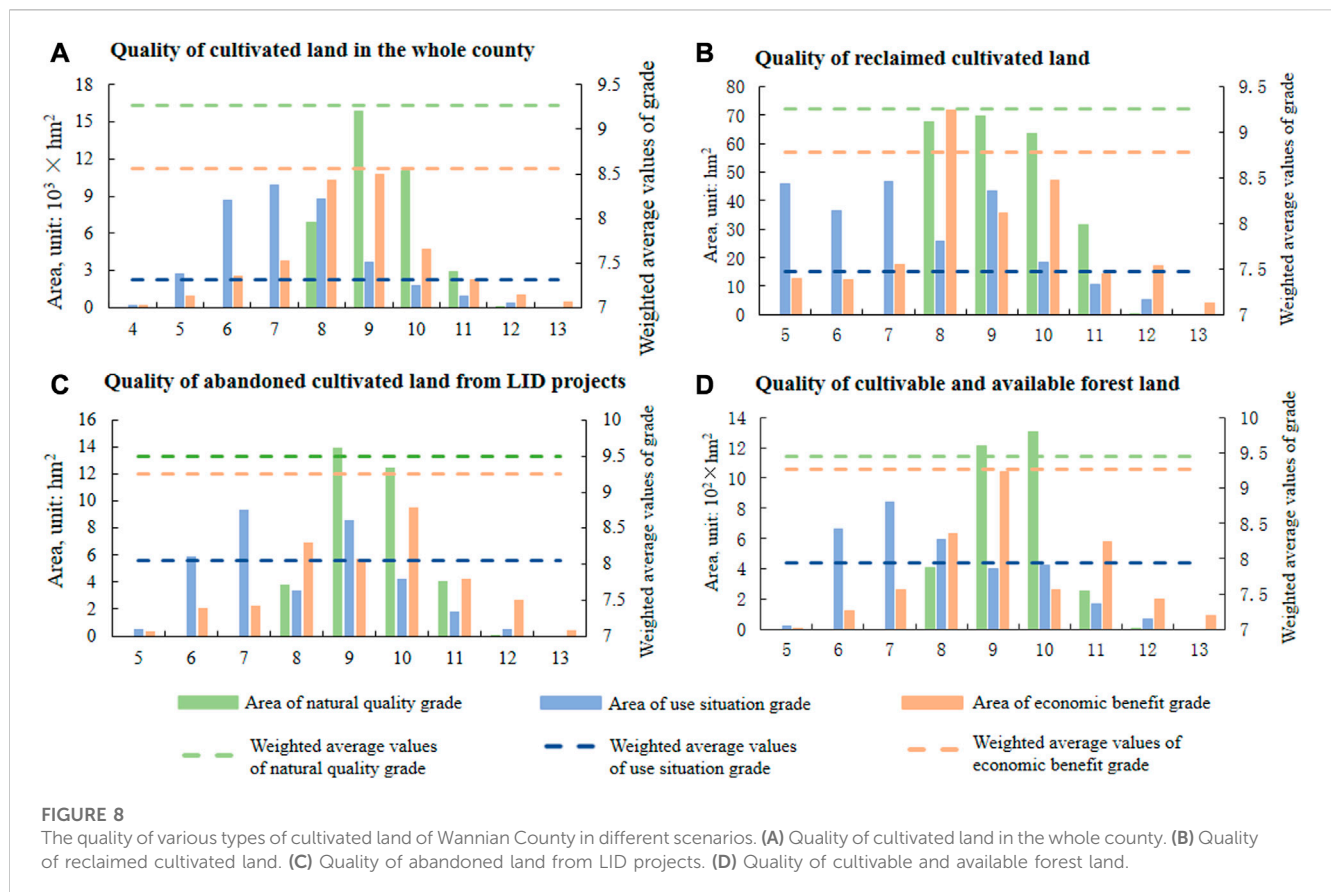 A
Quality of cultivated land in the whole county
Area, unit: 10³ × hm²
18
15
12
9
6
3
0
9.5
9
8.5
8
7.5
7
Weighted average values of grade
4 5 6 7 8 9 10 11 12 13
B
Quality of reclaimed cultivated land
Area, unit: hm²
80
70
60
50
40
30
20
10
0
9.5
9
8.5
8
7.5
7
Weighted average values of grade
5 6 7 8 9 10 11 12 13
C
Quality of abandoned cultivated land from LID projects
Area, unit: hm²
16
14
12
10
8
6
4
2
0
10
9.5
9
8.5
8
7.5
7
Weighted average values of grade
5 6 7 8 9 10 11 12 13
D
Quality of cultivable and available forest land
Area, unit: 10² × hm²
14
12
10
8
6
4
2
0
10
9.5
9
8.5
8
7.5
7
Weighted average values of grade
5 6 7 8 9 10 11 12 13
Area of natural quality grade
Area of use situation grade
Area of economic benefit grade
Weighted average values
of natural quality grade
Weighted average values
of use situation grade
Weighted average values of
economic benefit grade
FIGURE 8
The quality of various types of cultivated land of Wannian County in different scenarios. (A) Quality of cultivated land in the whole county. (B) Quality
of reclaimed cultivated land. (C) Quality of abandoned land from LID projects. (D) Quality of cultivable and available forest land.